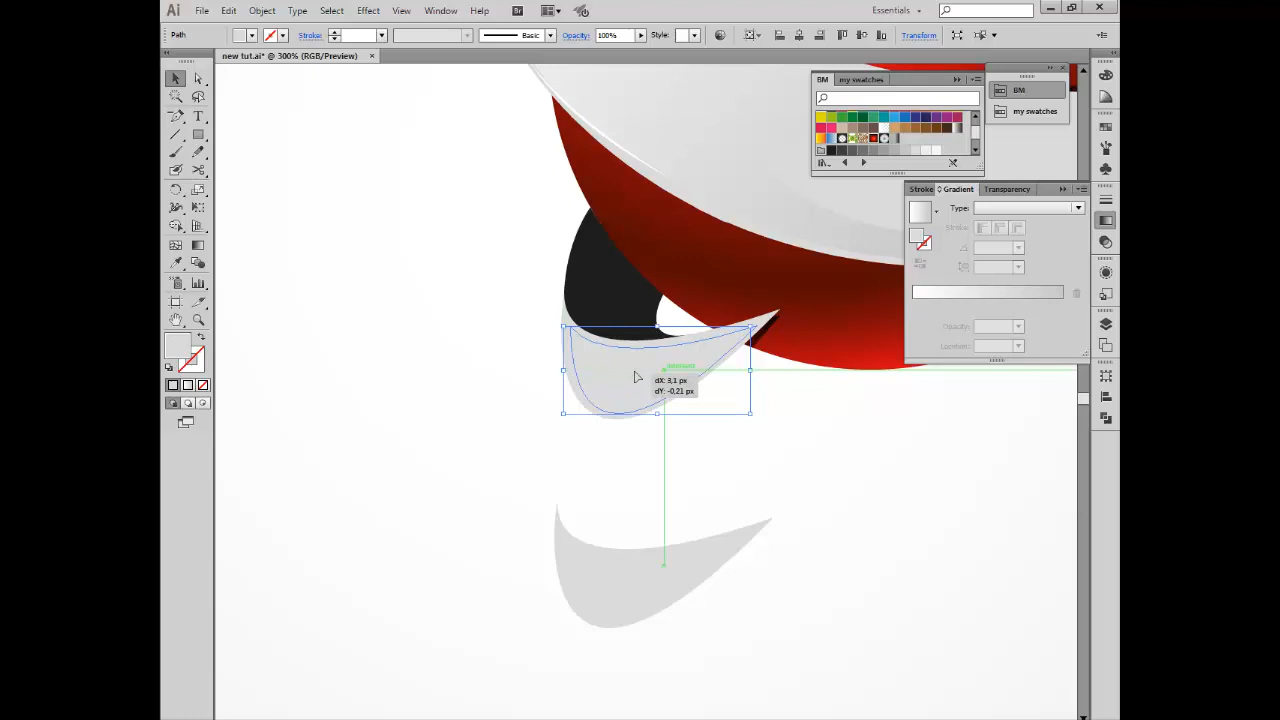 Ai File Edit Object Type Select Effect View Window Help Br Essentials
Path Stroke: Basic Opacity: 100% Style: Transform
new tut.ai* @ 300% (RGB/Preview) ×
BM my swatches
BM
my swatches
Stroke Gradient Transparency
Type:
Stroke:
Opacity:
Location:
dX: 3,1 px
dY: -0,21 px